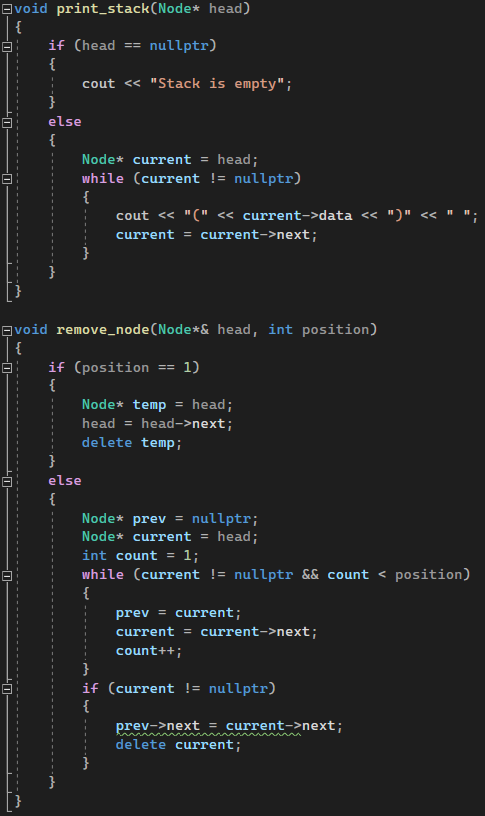 void print_stack(Node* head)
{
    if (head == nullptr)
    {
        cout << "Stack is empty";
    }
    else
    {
        Node* current = head;
        while (current != nullptr)
        {
            cout << "(" << current->data << ")" << " ";
            current = current->next;
        }
    }
}

void remove_node(Node*& head, int position)
{
    if (position == 1)
    {
        Node* temp = head;
        head = head->next;
        delete temp;
    }
    else
    {
        Node* prev = nullptr;
        Node* current = head;
        int count = 1;
        while (current != nullptr && count < position)
        {
            prev = current;
            current = current->next;
            count++;
        }
        if (current != nullptr)
        {
            prev->next = current->next;
            delete current;
        }
    }
}